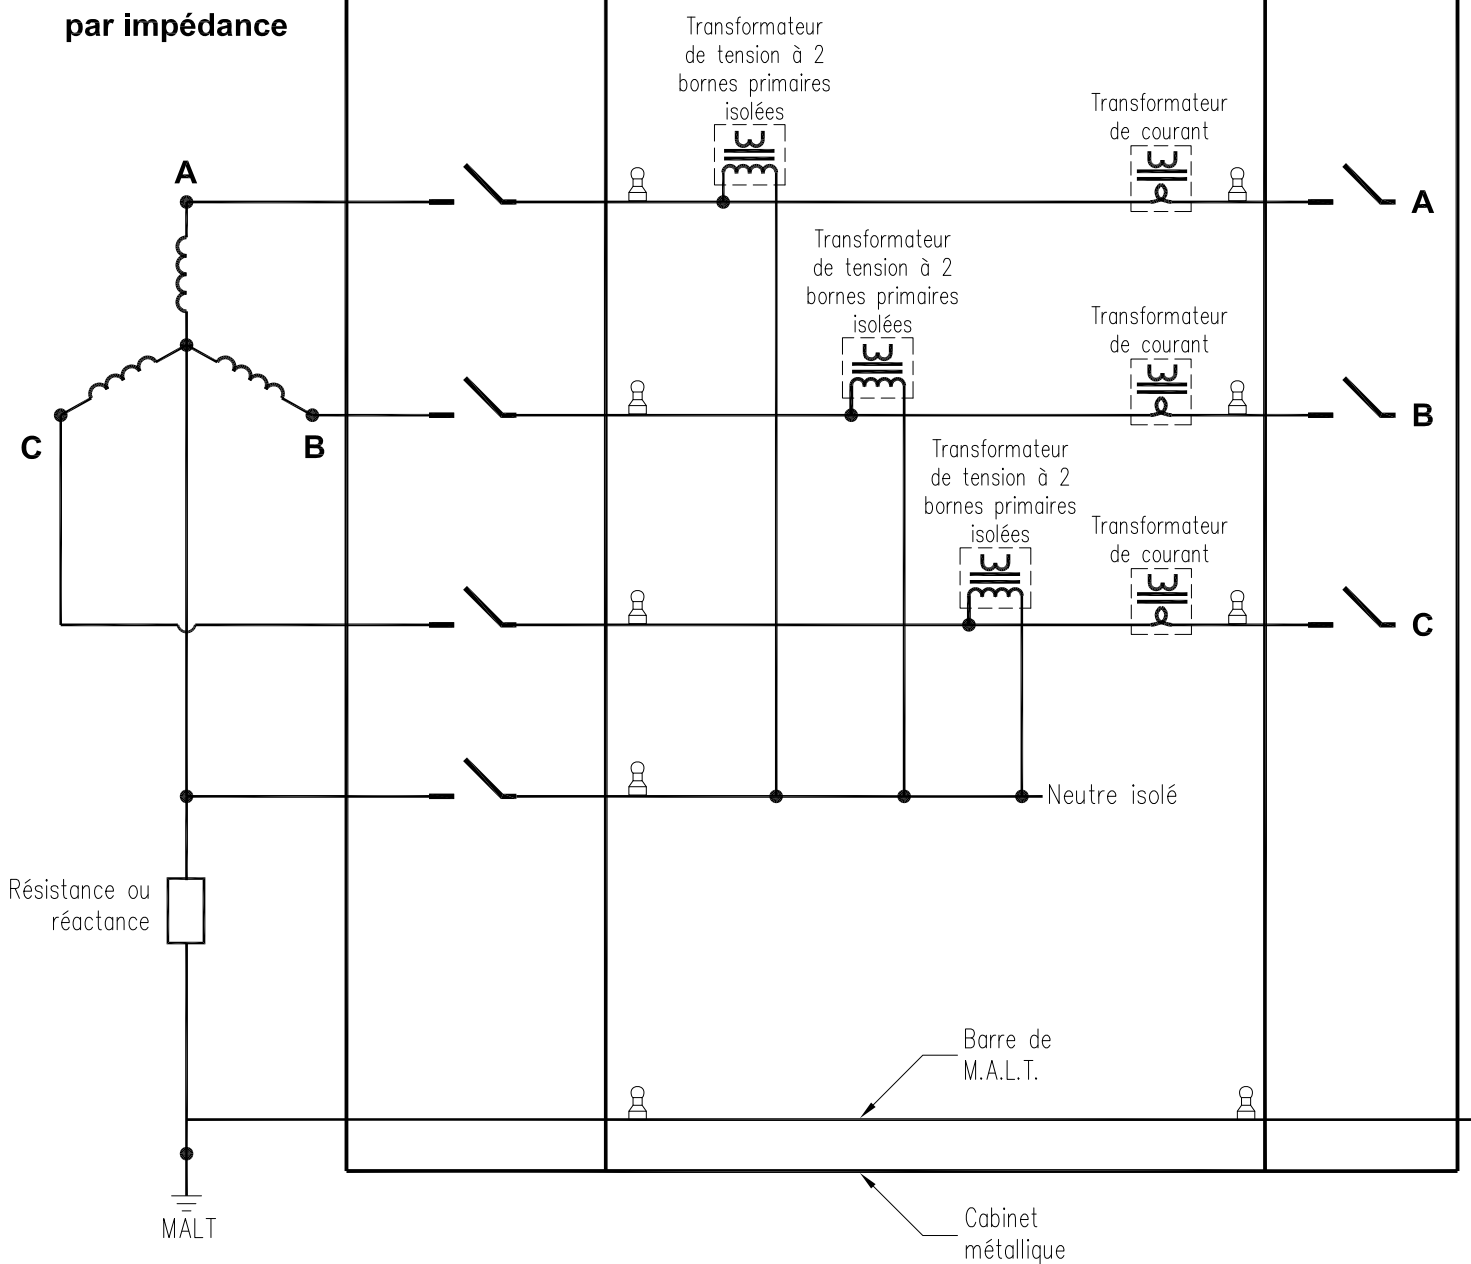 par impédance
Transformateur
de tension à 2
bornes primaires
isolées
Transformateur
de courant
A
A
Transformateur
de tension à 2
bornes primaires
isolées
Transformateur
de courant
B
C
B
Transformateur
de tension à 2
bornes primaires
isolées
Transformateur
de courant
C
Neutre isolé
Résistance ou
réactance
Barre de
M.A.L.T.
MALT
Cabinet
métallique